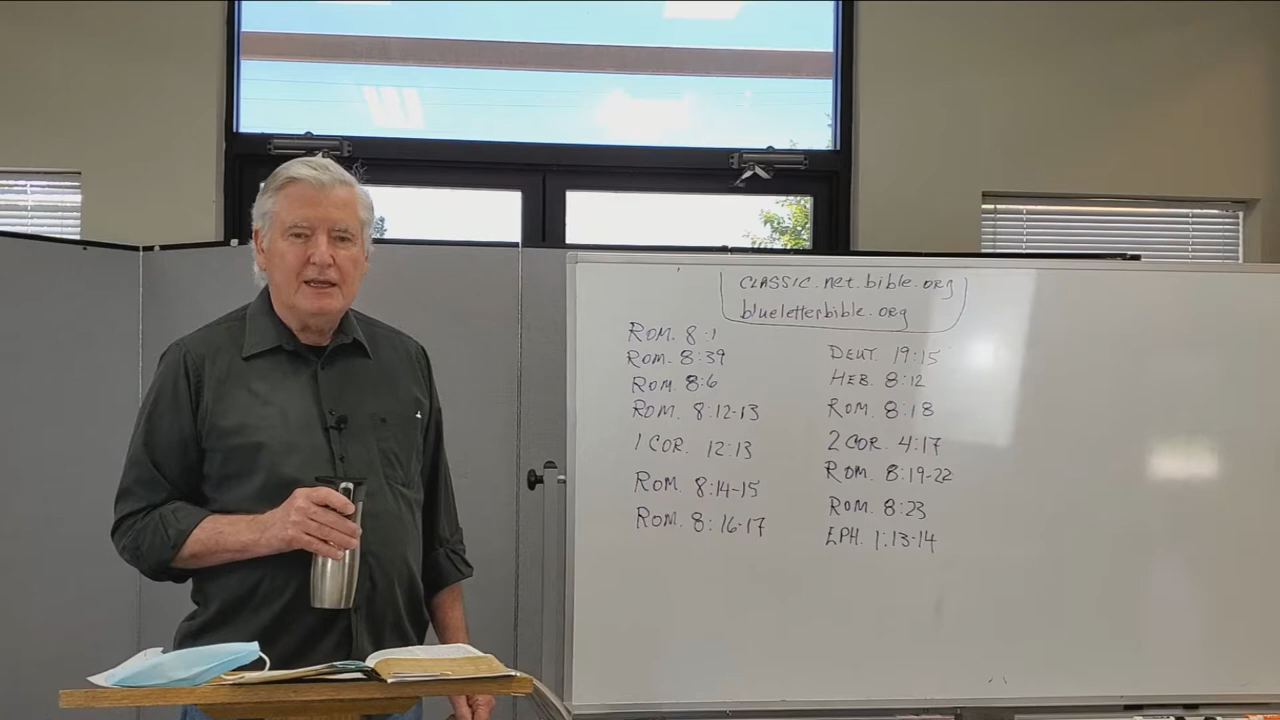 CLASSIC.net.bible.org
blueletterbible.org
ROM. 8:1
ROM. 8:39
ROM. 8:6
ROM. 8:12-13
1 COR. 12:13
ROM. 8:14-15
ROM. 8:16-17
DEUT. 19:15
HEB. 8:12
ROM. 8:18
2 COR. 4:17
ROM. 8:19-22
ROM. 8:23
EPH. 1:13-14